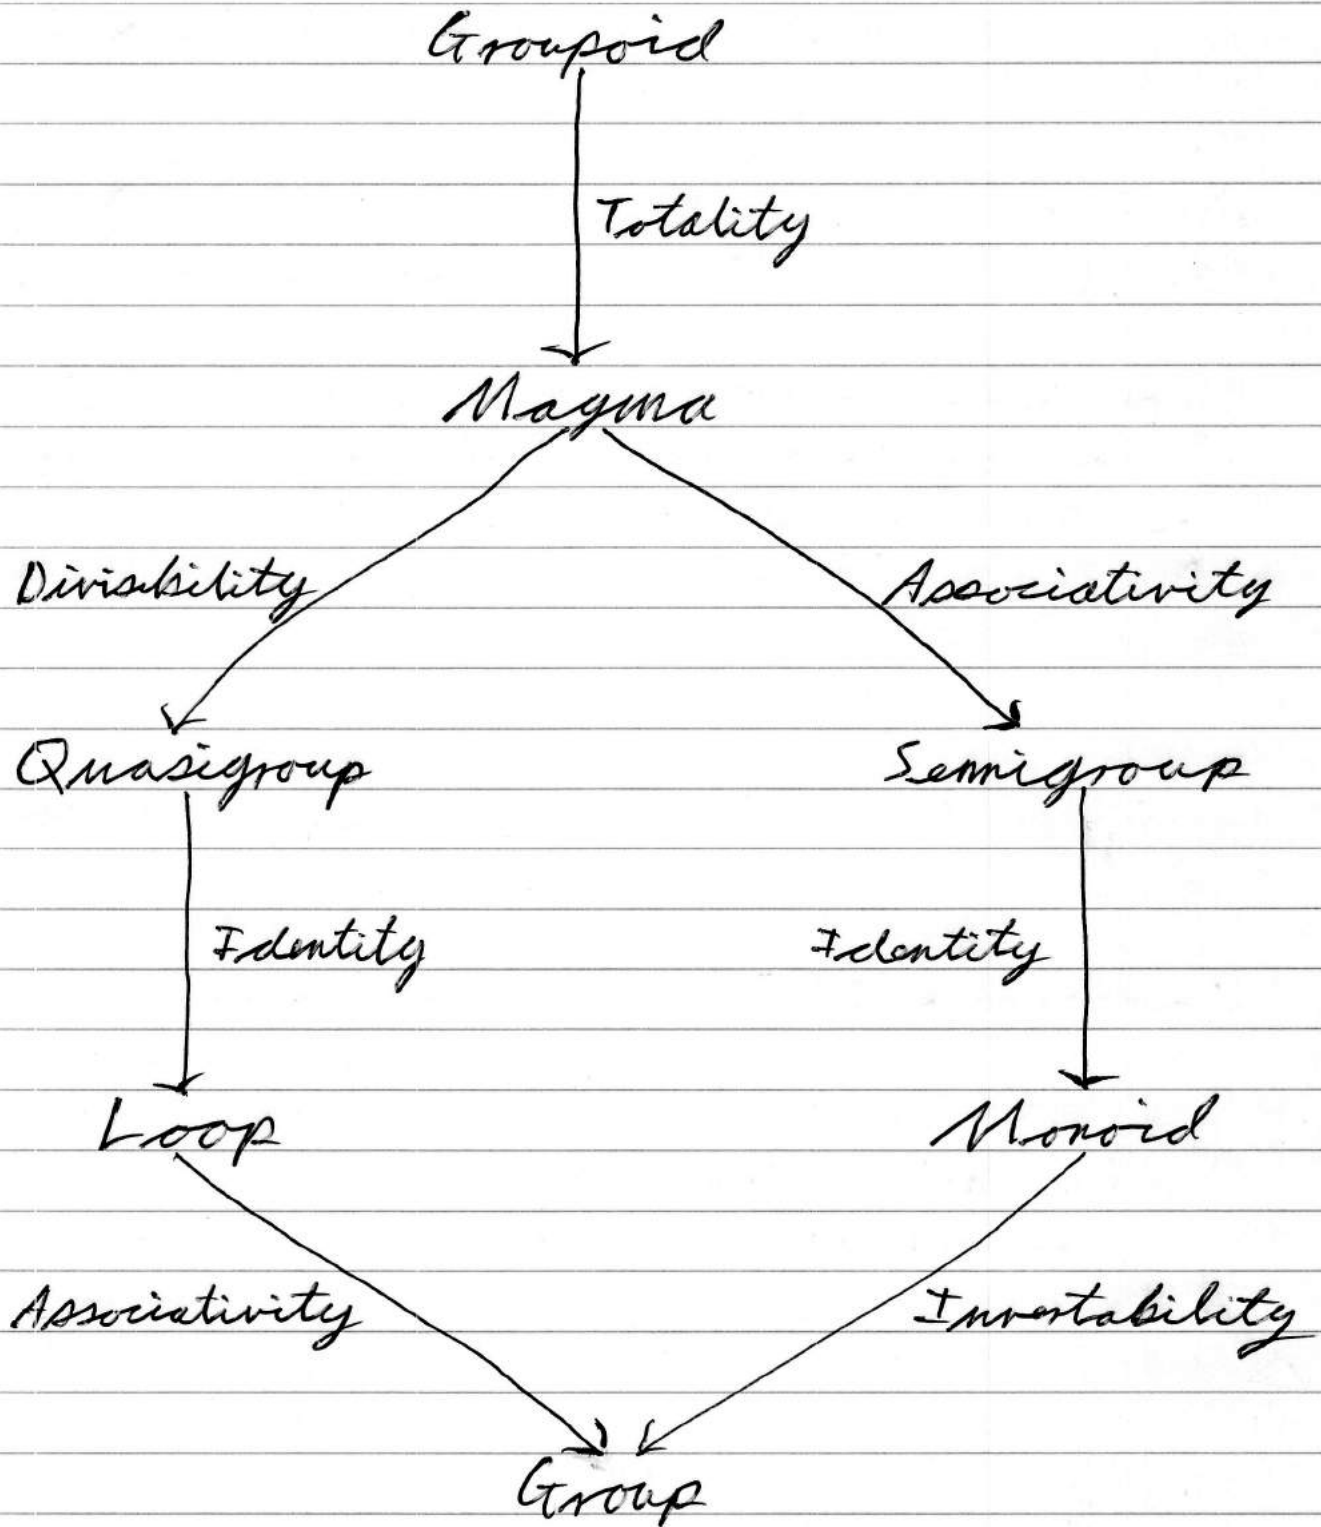 Groupoid
Totality
Magma
Divisibility Associativity
Quasigroup Semigroup
Identity Identity
Loop Monoid
Associativity Invertability
Group